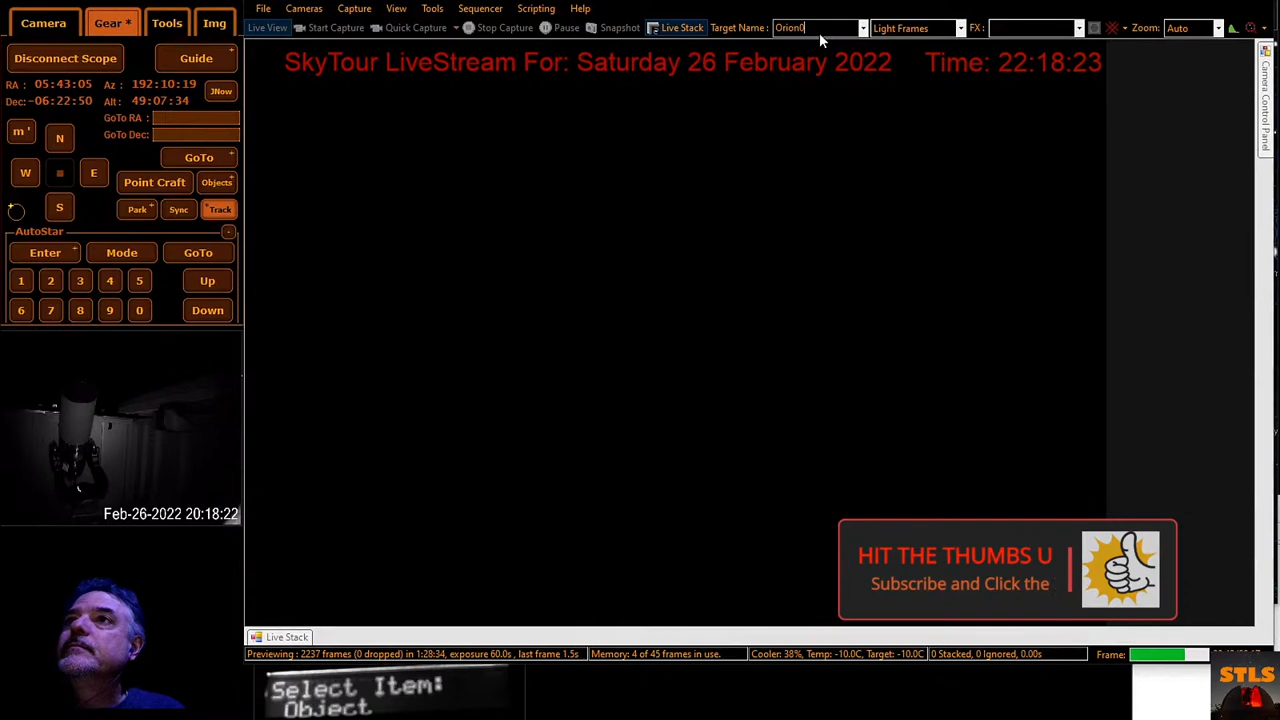 Camera Gear * Tools Img
File Cameras Capture View Tools Sequencer Scripting Help
Live View Start Capture Quick Capture Stop Capture Pause Snapshot Live Stack Target Name : Orion0 Light Frames FX : Zoom: Auto
Disconnect Scope Guide
RA : 05:43:05 Az : 192:10:19
Dec: -06:22:50 Alt : 49:07:34
JNow
GoTo RA :
GoTo Dec:
m ' N
GoTo +
W E
Point Craft Objects +
S
Park + Sync * Track
AutoStar -
Enter + Mode GoTo
1 2 3 4 5 Up
6 7 8 9 0 Down
SkyTour LiveStream For: Saturday 26 February 2022 Time: 22:18:23
Camera Control Panel
Feb-26-2022 20:18:22
HIT THE THUMBS U
Subscribe and Click the
Live Stack
Previewing : 2237 frames (0 dropped) in 1:28:34, exposure 60.0s , last frame 1.5s Memory: 4 of 45 frames in use. Cooler: 38%, Temp: -10.0C, Target: -10.0C 0 Stacked, 0 Ignored, 0.00s Frame:
Select Item:
Object
STLS